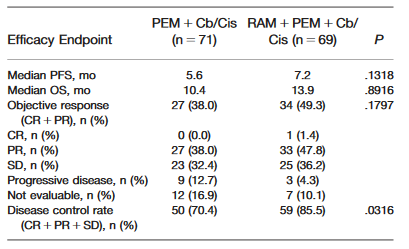 PEM + Cb/Cis RAM + PEM + Cb/
Efficacy Endpoint (n = 71) Cis (n = 69) P
Median PFS, mo 5.6 7.2 .1318
Median OS, mo 10.4 13.9 .8916
Objective response 27 (38.0) 34 (49.3) .1797
(CR + PR), n (%)
CR, n (%) 0 (0.0) 1 (1.4)
PR, n (%) 27 (38.0) 33 (47.8)
SD, n (%) 23 (32.4) 25 (36.2)
Progressive disease, n (%) 9 (12.7) 3 (4.3)
Not evaluable, n (%) 12 (16.9) 7 (10.1)
Disease control rate 50 (70.4) 59 (85.5) .0316
(CR + PR + SD), n (%)